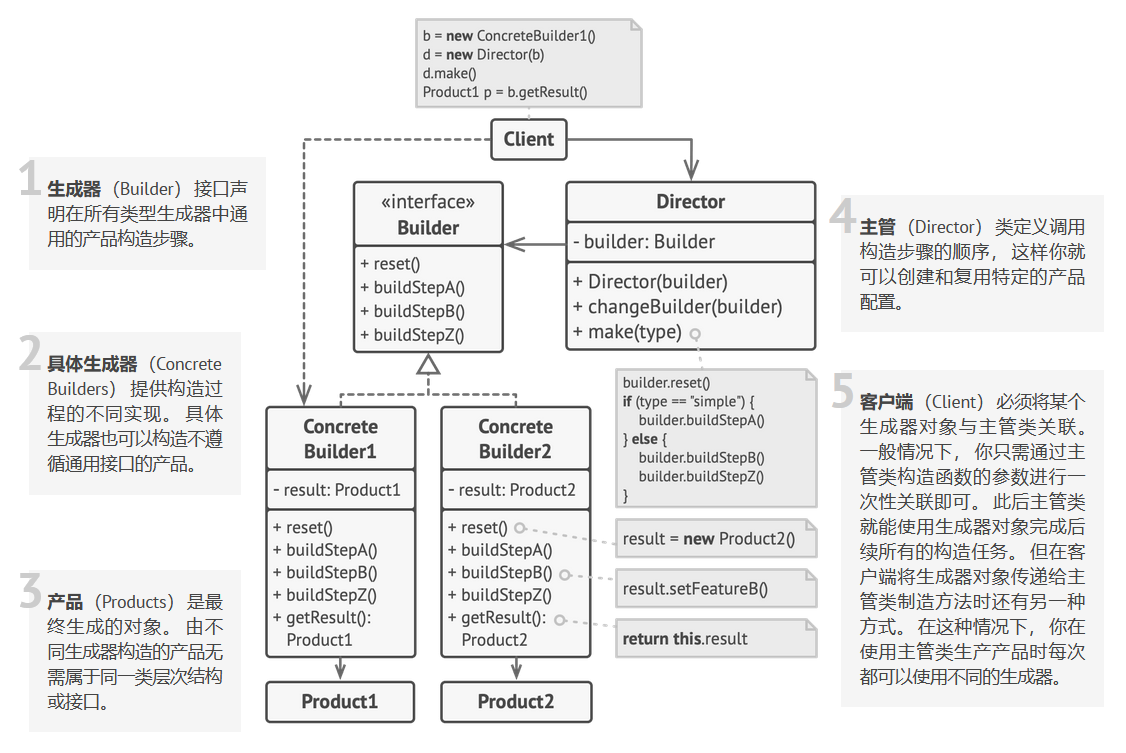 b = new ConcreteBuilder1()
d = new Director(b)
d.make()
Product1 p = b.getResult()
Client
1
生成器（Builder）接口声
明在所有类型生成器中通
用的产品构造步骤。
«interface»
Builder
+ reset()
+ buildStepA()
+ buildStepB()
+ buildStepZ()
Director
- builder: Builder
+ Director(builder)
+ changeBuilder(builder)
+ make(type)
4
主管（Director）类定义调用
构造步骤的顺序，这样你就
可以创建和复用特定的产品
配置。
2
具体生成器（Concrete
Builders）提供构造过
程的不同实现。具体
生成器也可以构造不遵
循通用接口的产品。
Concrete
Builder1
- result: Product1
+ reset()
+ buildStepA()
+ buildStepB()
+ buildStepZ()
+ getResult():
Product1
Concrete
Builder2
- result: Product2
+ reset()
+ buildStepA()
+ buildStepB()
+ buildStepZ()
+ getResult():
Product2
builder.reset()
if (type == "simple") {
builder.buildStepA()
} else {
builder.buildStepB()
builder.buildStepZ()
}
result = new Product2()
result.setFeatureB()
return this.result
5
客户端（Client）必须将某个
生成器对象与主管类关联。
一般情况下，你只需通过主
管类构造函数的参数进行一
次性关联即可。此后主管类
就能使用生成器对象完成后
续所有的构造任务。但在客
户端将生成器对象传递给主
管类制造方法时还有另一种
方式。在这种情况下，你在
使用主管类生产产品时每次
都可以使用不同的生成器。
3
产品（Products）是最
终生成的对象。由不
同生成器构造的产品无
需属于同一类层次结构
或接口。
Product1
Product2